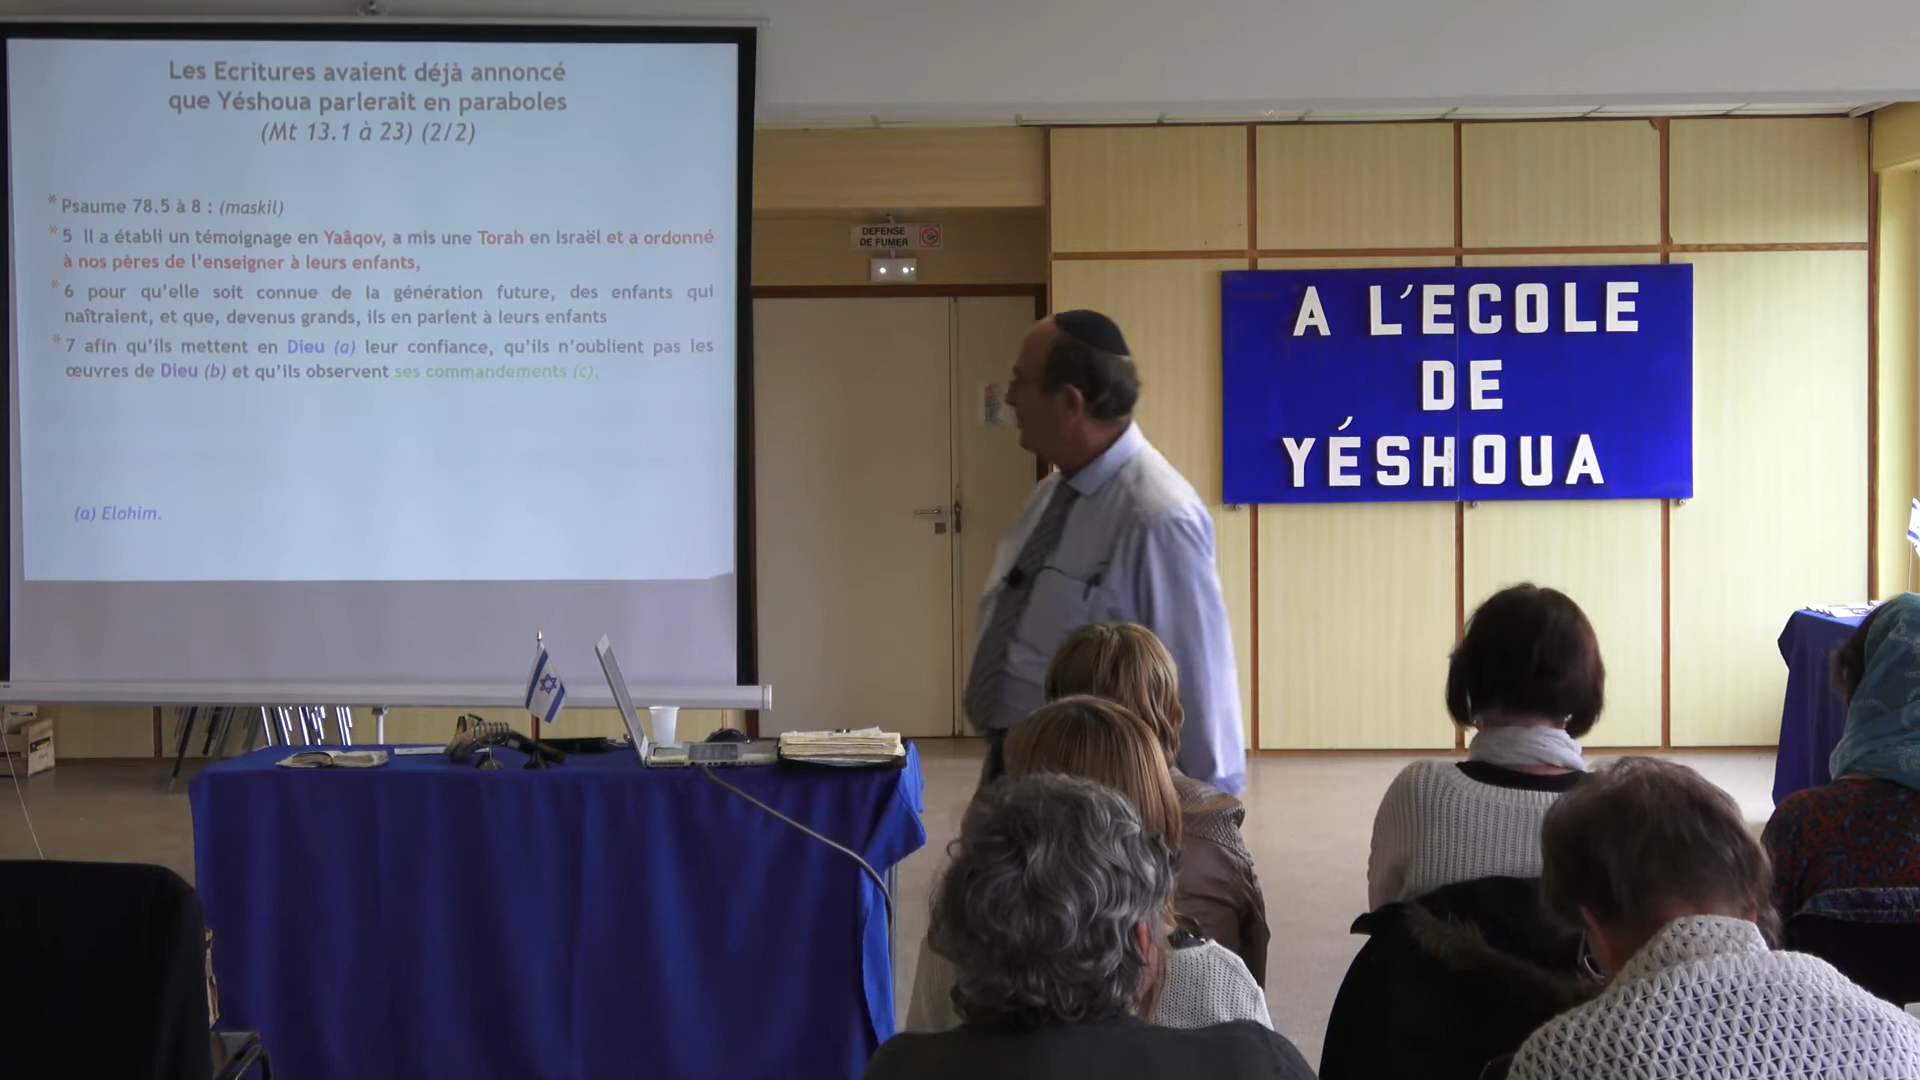 Les Ecritures avaient déjà annoncé
que Yéshoua parlerait en paraboles
(Mt 13.1 à 23) (2/2)
* Psaume 78.5 à 8 : (maskil)
* 5 Il a établi un témoignage en Yaâqov, a mis une Torah en Israël et a ordonné
à nos pères de l'enseigner à leurs enfants,
* 6 pour qu'elle soit connue de la génération future, des enfants qui
naîtraient, et que, devenus grands, ils en parlent à leurs enfants
* 7 afin qu'ils mettent en Dieu (a) leur confiance, qu'ils n'oublient pas les
œuvres de Dieu (b) et qu'ils observent ses commandements (c).
(a) Elohim.
DEFENSE
DE FUMER
A L'ECOLE
DE
YÉSHOUA